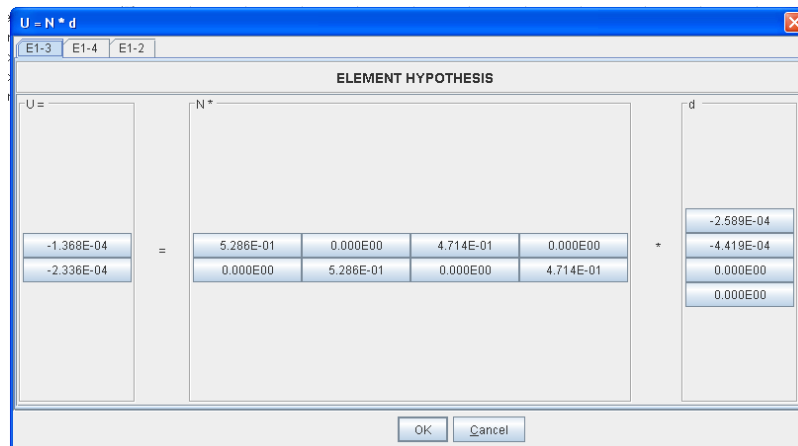 U = N * d
E1-3 E1-4 E1-2
ELEMENT HYPOTHESIS
U = N * d
-2.589E-04
-1.368E-04 = 5.286E-01 0.000E00 4.714E-01 0.000E00 * -4.419E-04
-2.336E-04 0.000E00 5.286E-01 0.000E00 4.714E-01 0.000E00
0.000E00
OK Cancel